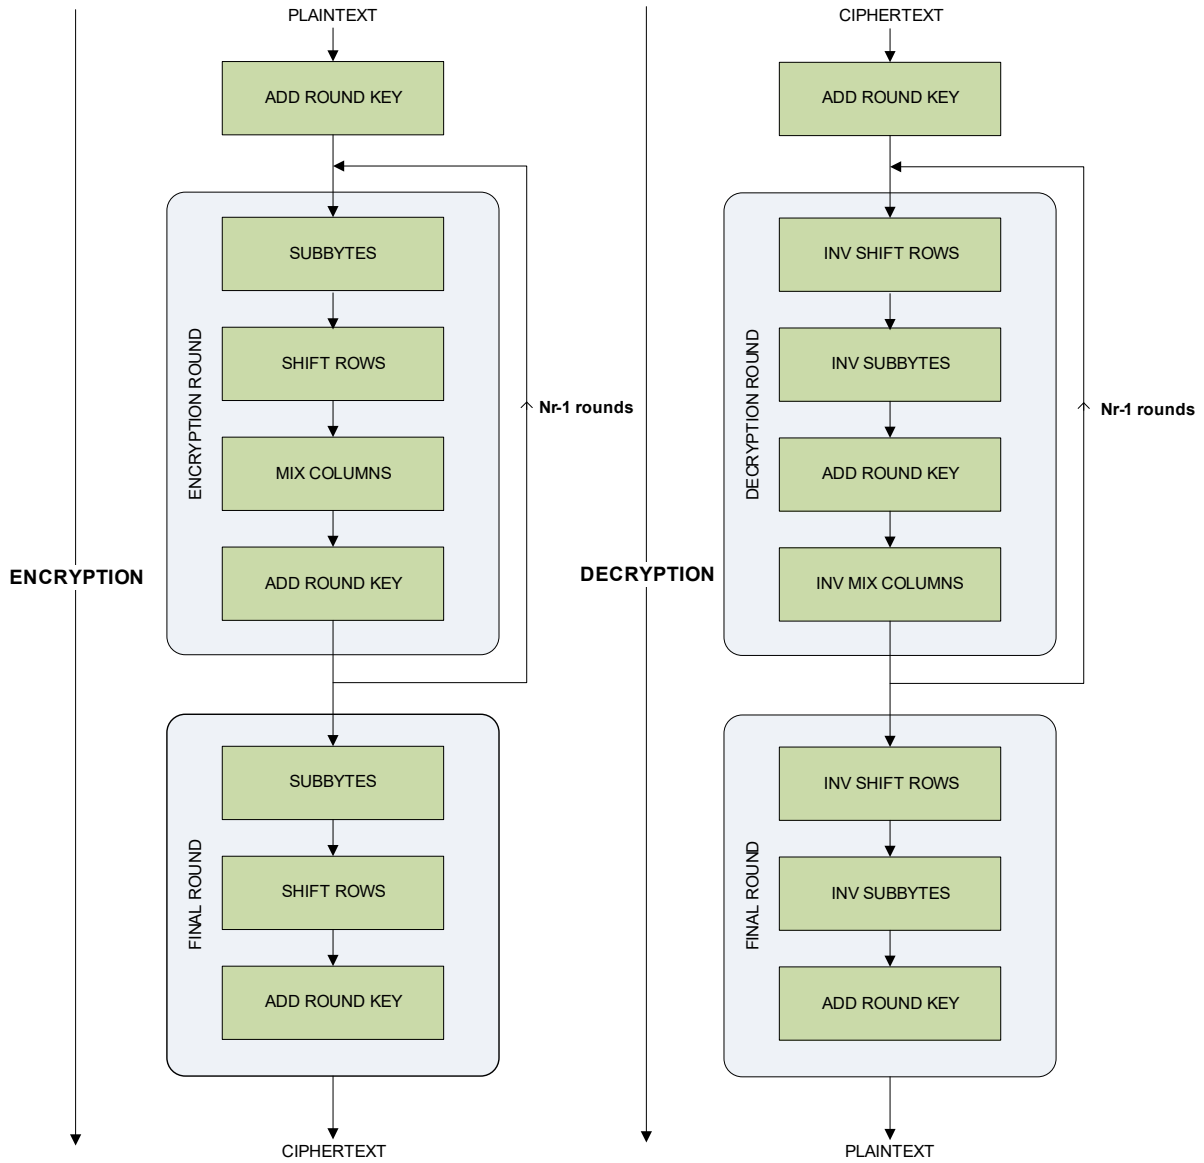 PLAINTEXT
ADD ROUND KEY
SUBBYTES
SHIFT ROWS
MIX COLUMNS
ADD ROUND KEY
ENCRYPTION ROUND
Nr-1 rounds
ENCRYPTION
SUBBYTES
SHIFT ROWS
ADD ROUND KEY
FINAL ROUND
CIPHERTEXT
CIPHERTEXT
ADD ROUND KEY
INV SHIFT ROWS
INV SUBBYTES
ADD ROUND KEY
INV MIX COLUMNS
DECRYPTION ROUND
Nr-1 rounds
DECRYPTION
INV SHIFT ROWS
INV SUBBYTES
ADD ROUND KEY
FINAL ROUND
PLAINTEXT